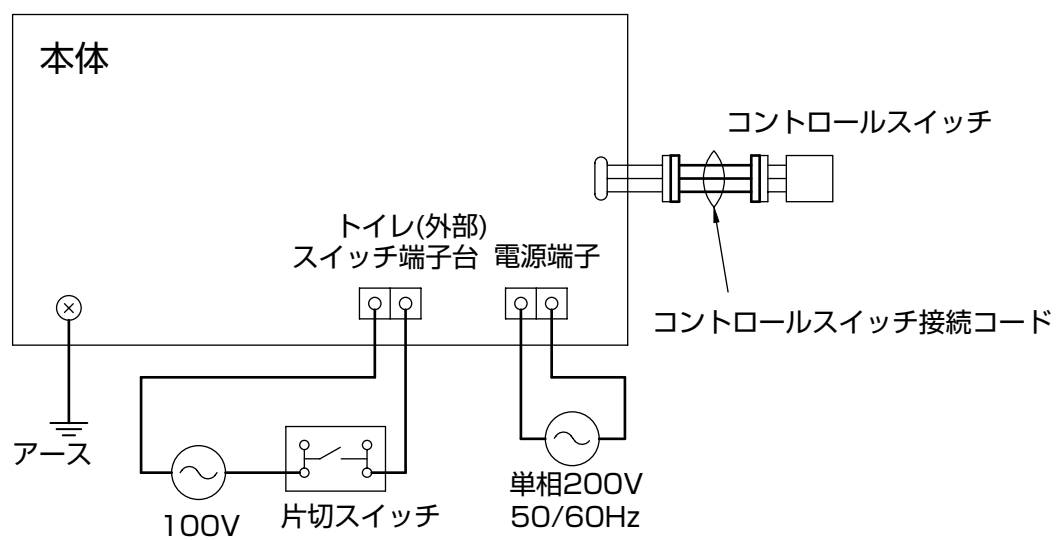 本体
コントロールスイッチ
トイレ(外部)
スイッチ端子台
電源端子
コントロールスイッチ接続コード
アース
100V
片切スイッチ
単相200V
50/60Hz